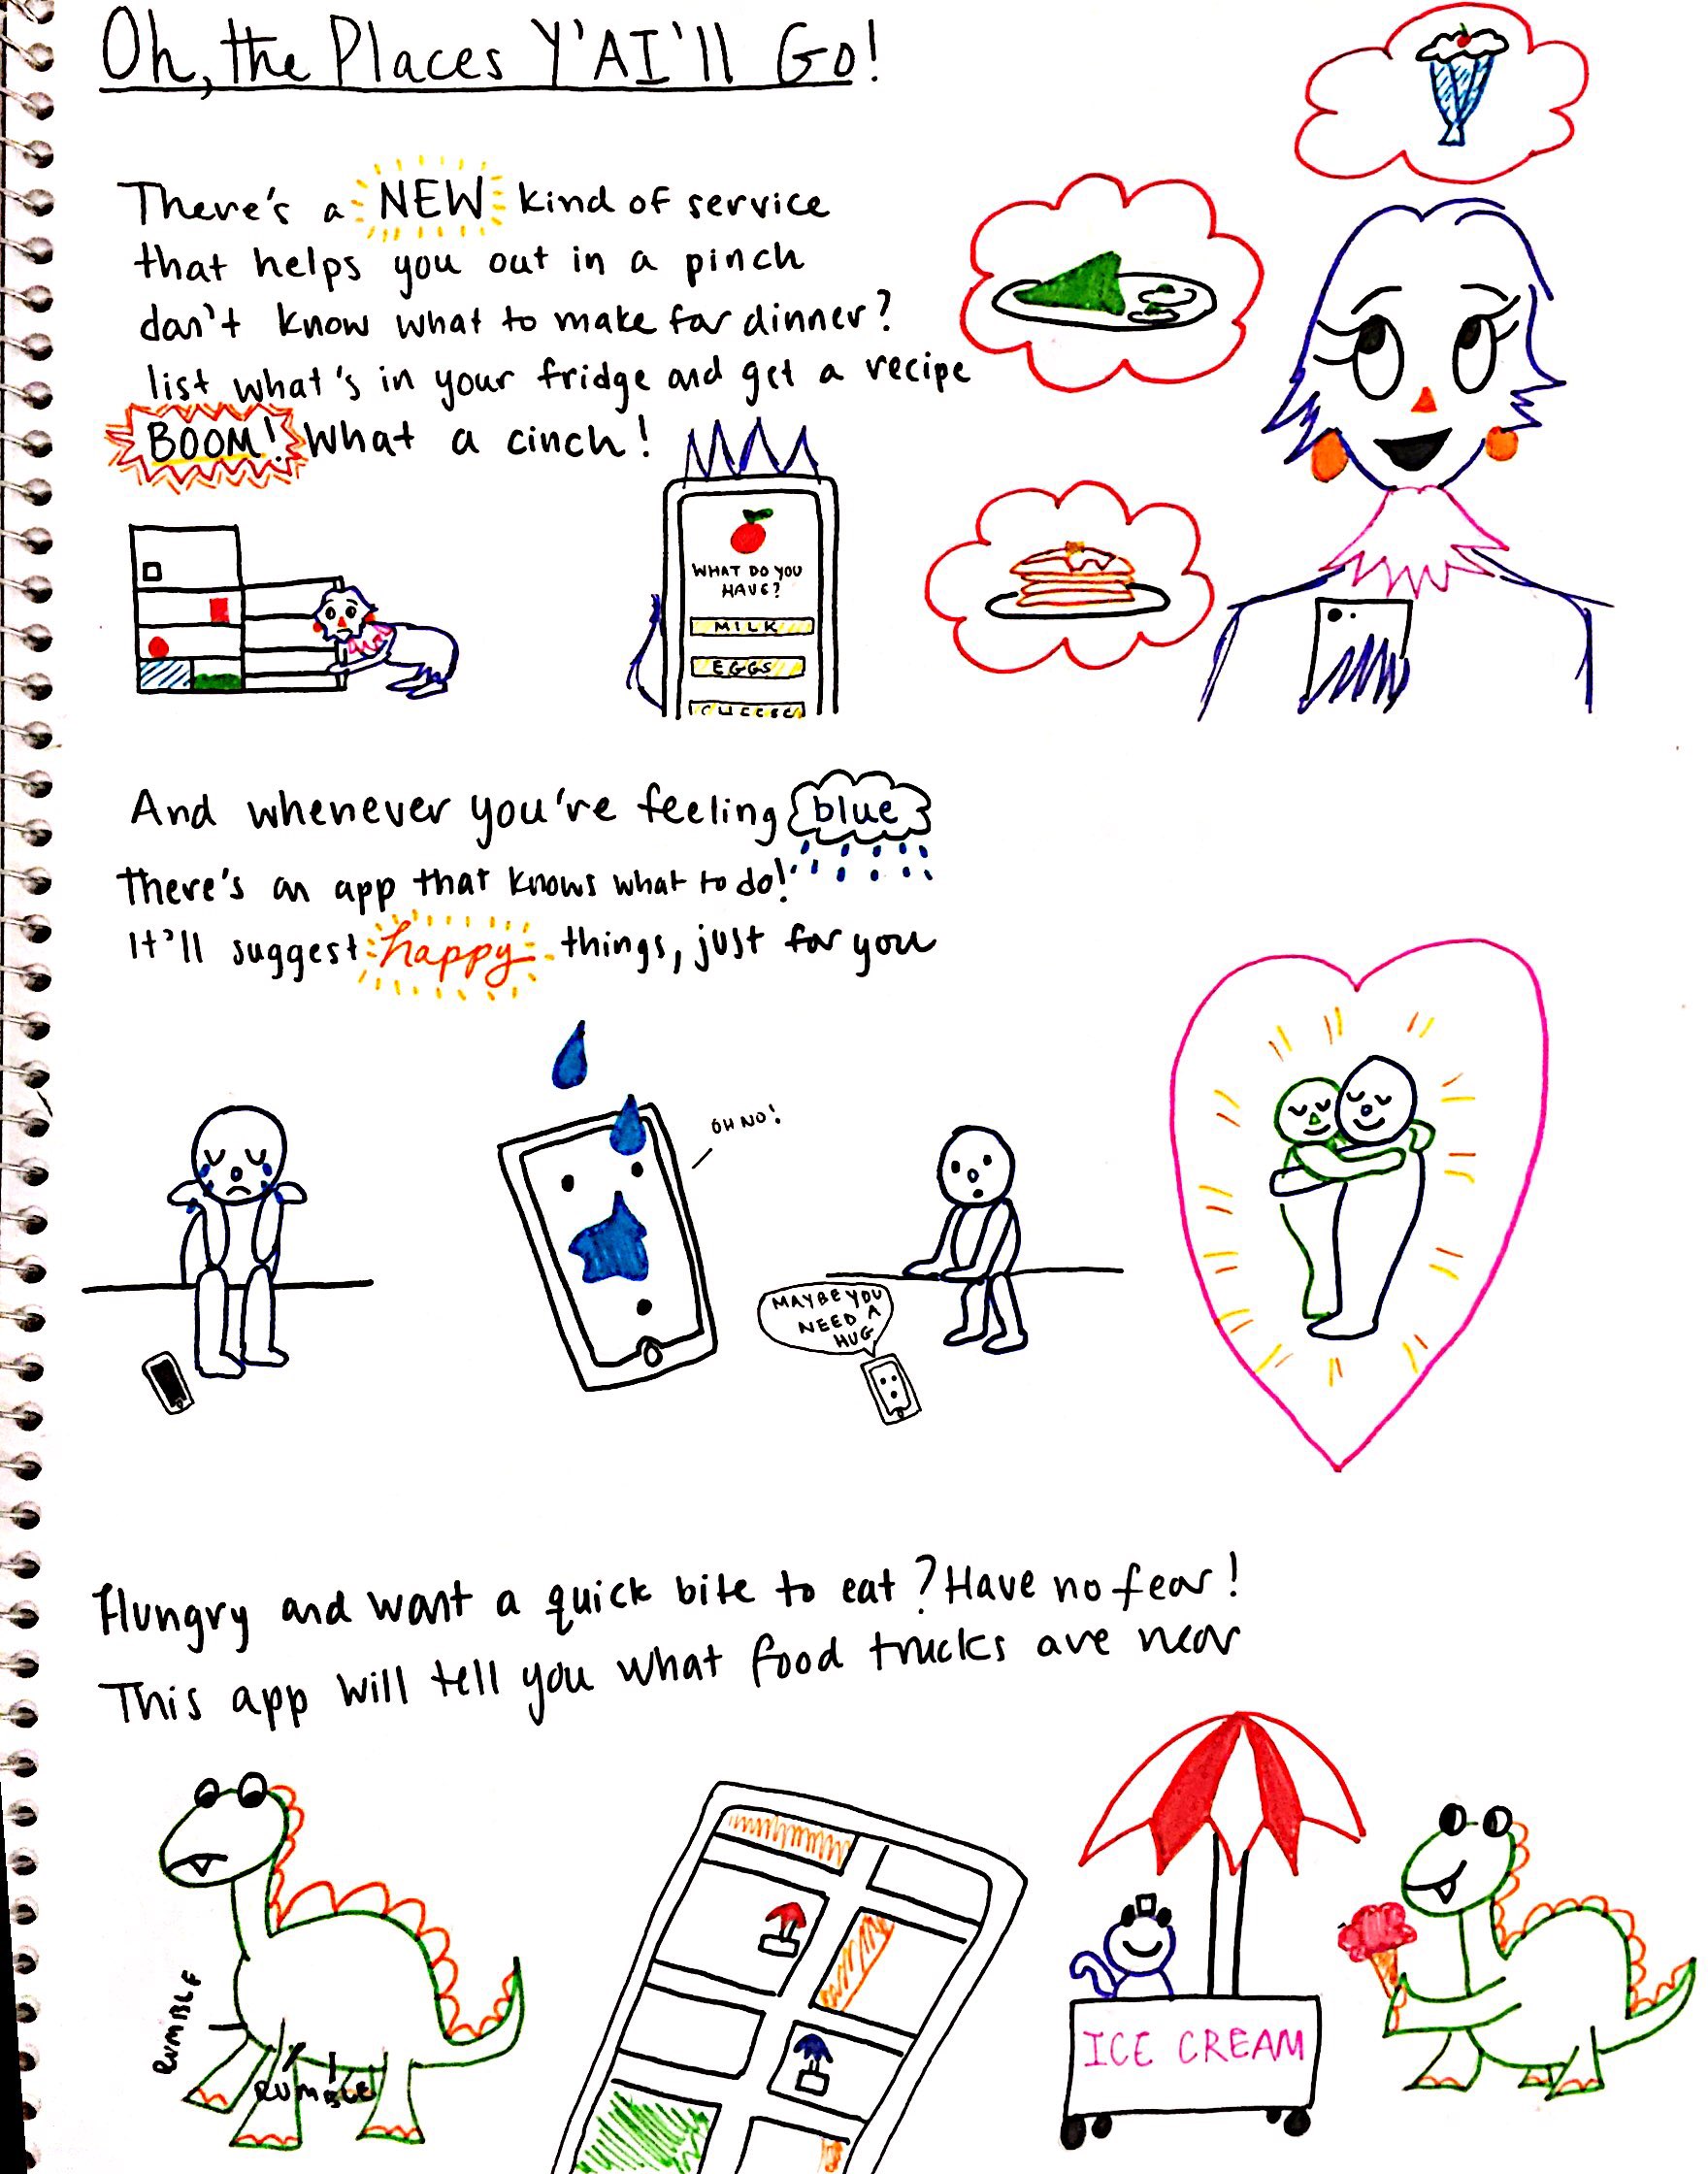 Oh, the Places Y'AI'll Go!
There's a NEW kind of service
that helps you out in a pinch
don't know what to make for dinner?
list what's in your fridge and get a recipe
BOOM! What a cinch!
WHAT DO YOU
HAVE?
MILK
EGGS
And whenever you're feeling blue
There's an app that knows what to do!
It'll suggest happy things, just for you
OH NO!
MAYBE YOU
NEED A
HUG
Hungry and want a quick bite to eat? Have no fear!
This app will tell you what food trucks are near
RUMBLE
RUMBLE
ICE CREAM